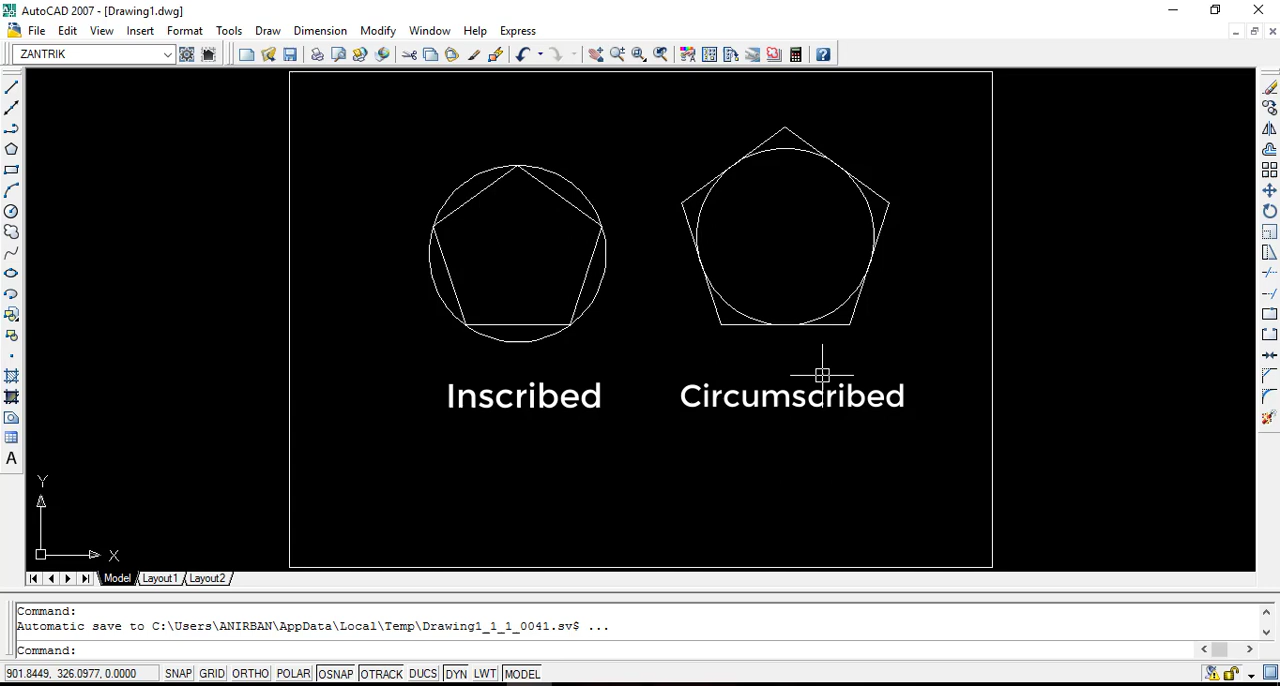 AutoCAD 2007 - [Drawing1.dwg]
File Edit View Insert Format Tools Draw Dimension Modify Window Help Express
ZANTRIK
Inscribed
Circumscribed
A
Y
X
Model Layout1 Layout2
Command:
Automatic save to C:\Users\ANIRBAN\AppData\Local\Temp\Drawing1_1_1_0041.sv$ ...
Command:
901.8449, 326.0977, 0.0000 SNAP GRID ORTHO POLAR OSNAP OTRACK DUCS DYN LWT MODEL